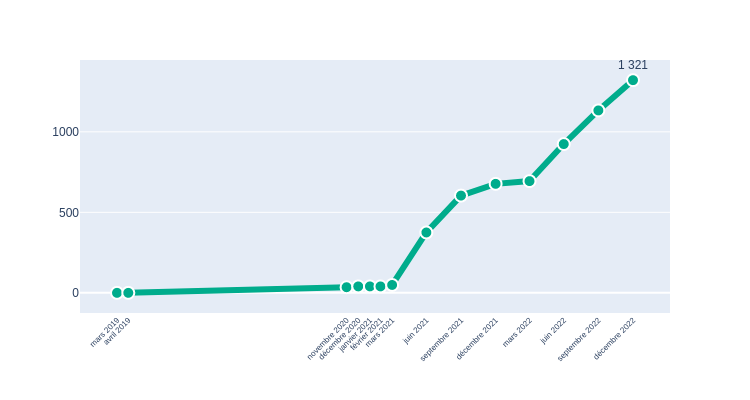 1 321
1000
500
0
mars 2019
avril 2019
novembre 2020
décembre 2020
janvier 2021
février 2021
mars 2021
juin 2021
septembre 2021
décembre 2021
mars 2022
juin 2022
septembre 2022
décembre 2022